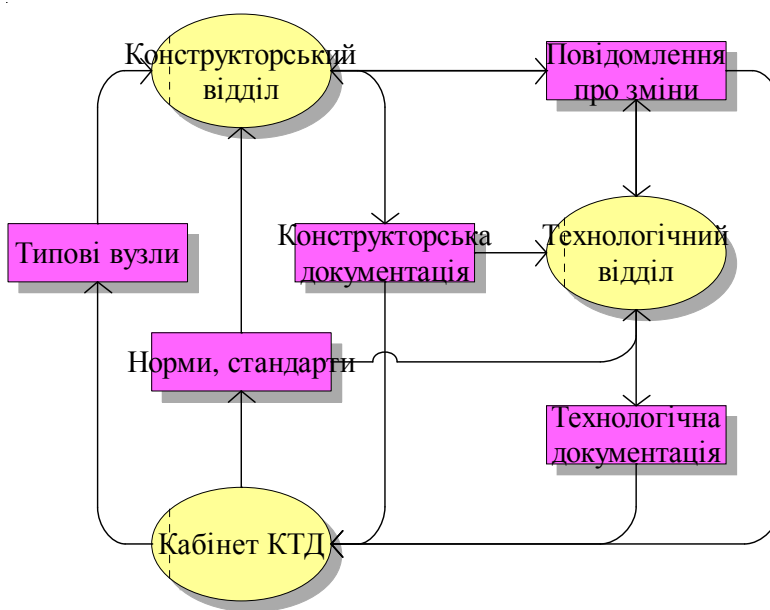 Конструкторський
відділ
Повідомлення
про зміни
Типові вузли
Конструкторська
документація
Технологічний
відділ
Норми, стандарти
Технологічна
документація
Кабінет КТД